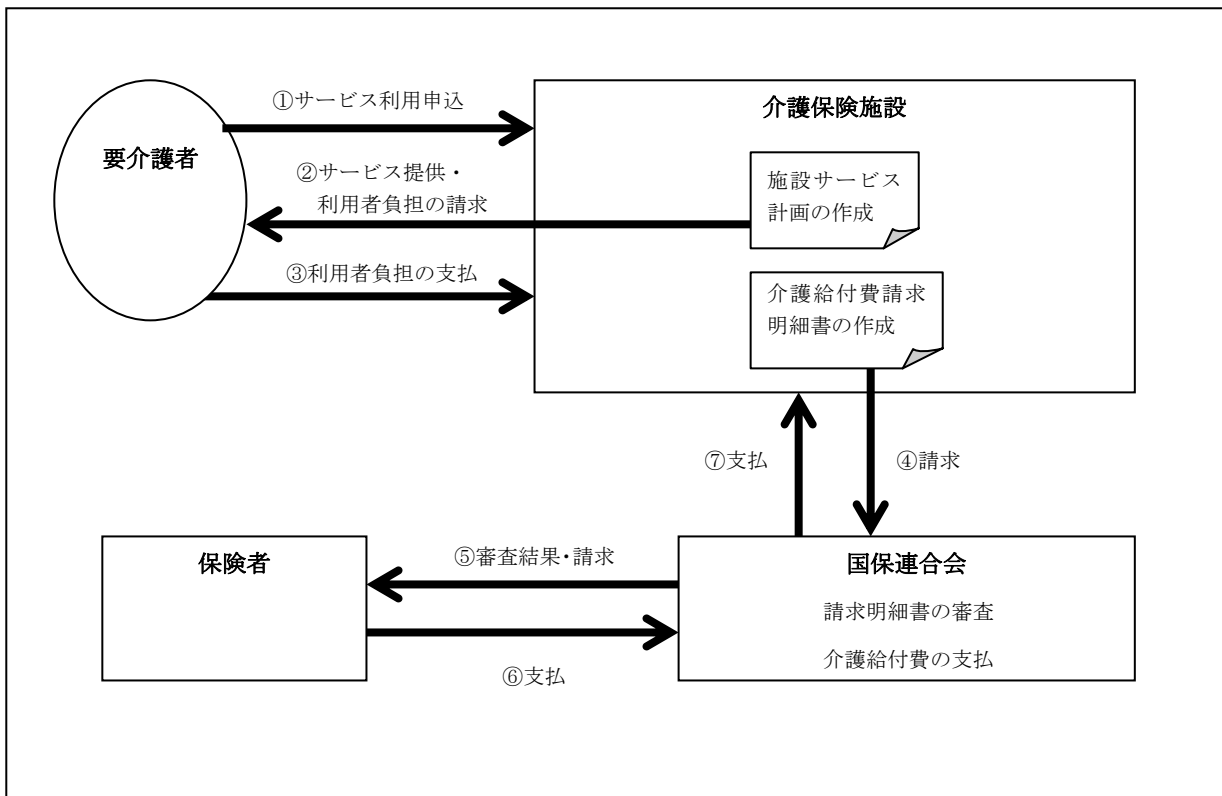 要介護者
①サービス利用申込
②サービス提供・
利用者負担の請求
③利用者負担の支払
介護保険施設
施設サービス
計画の作成
介護給付費請求
明細書の作成
⑦支払
④請求
保険者
⑤審査結果・請求
⑥支払
国保連合会
請求明細書の審査
介護給付費の支払